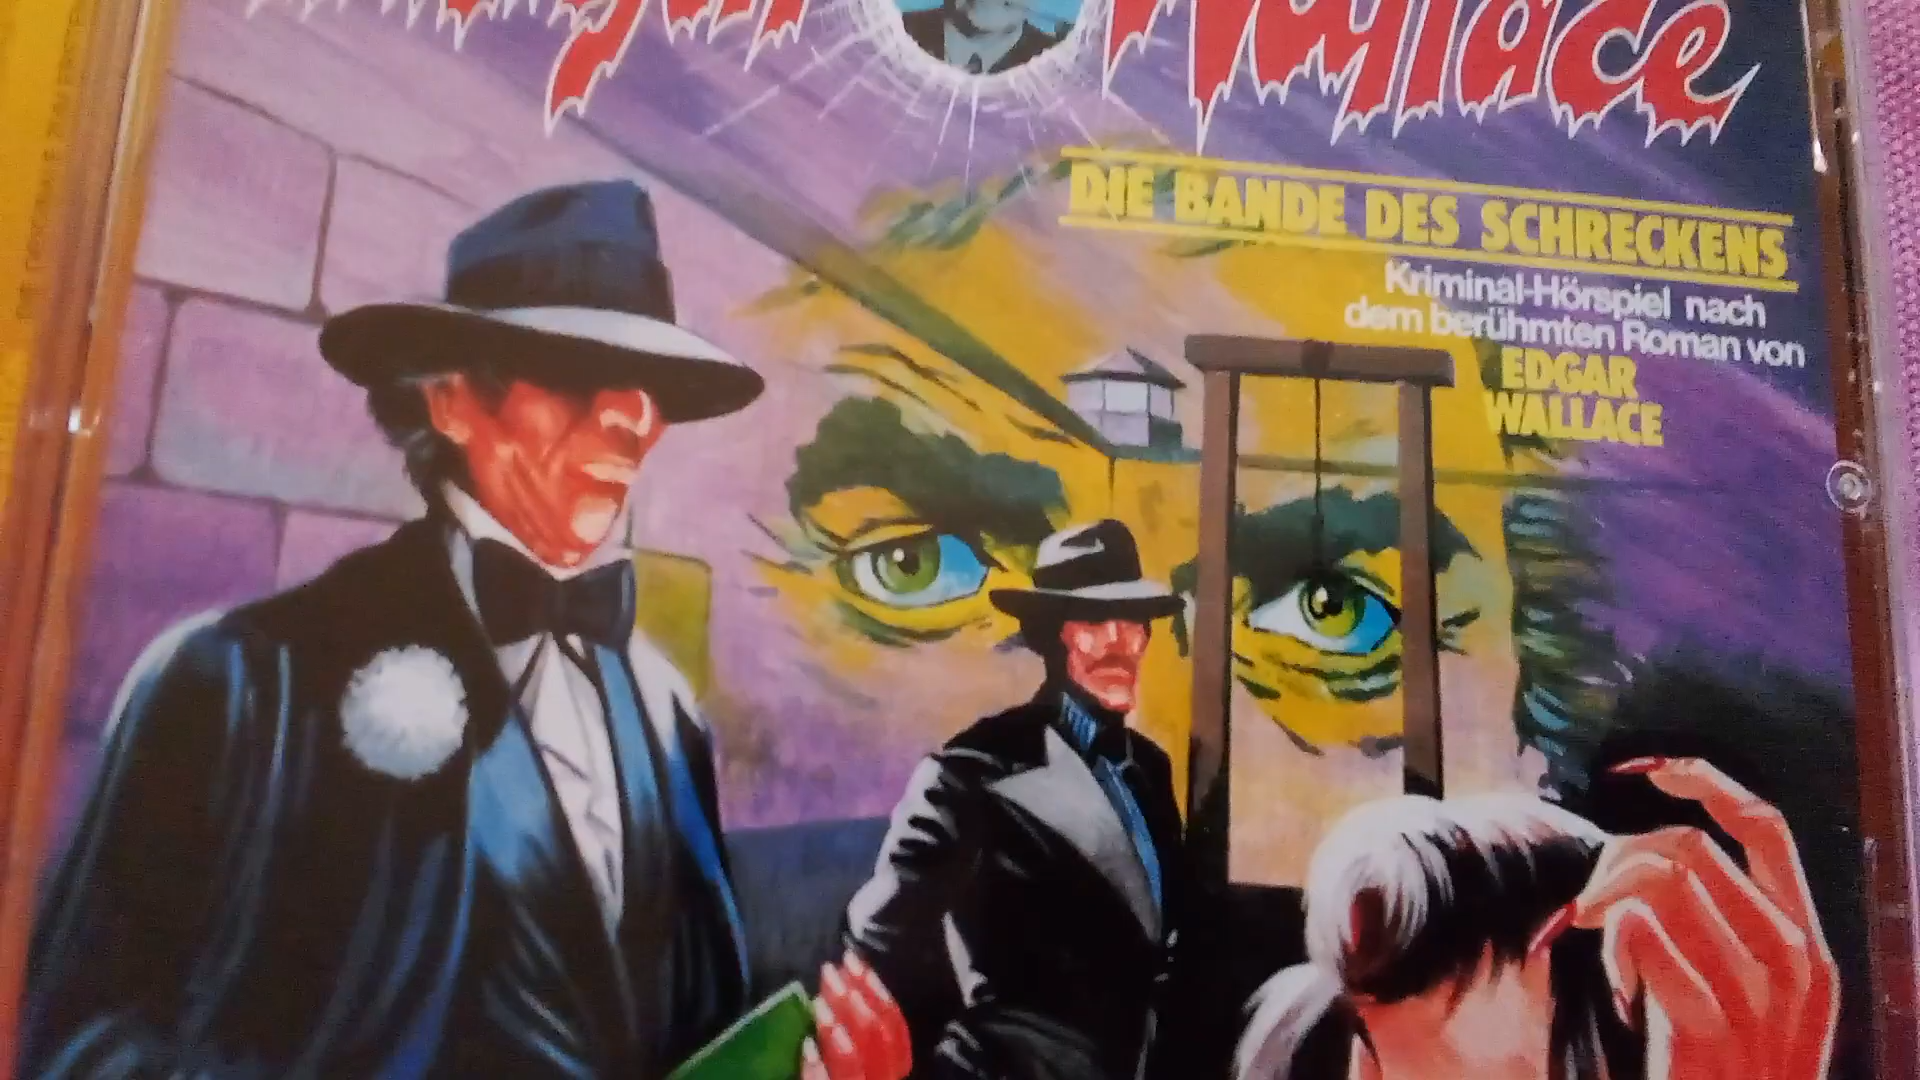 Wallace
DIE BANDE DES SCHRECKENS
Kriminal-Hörspiel nach
dem berühmten Roman von
EDGAR
WALLACE